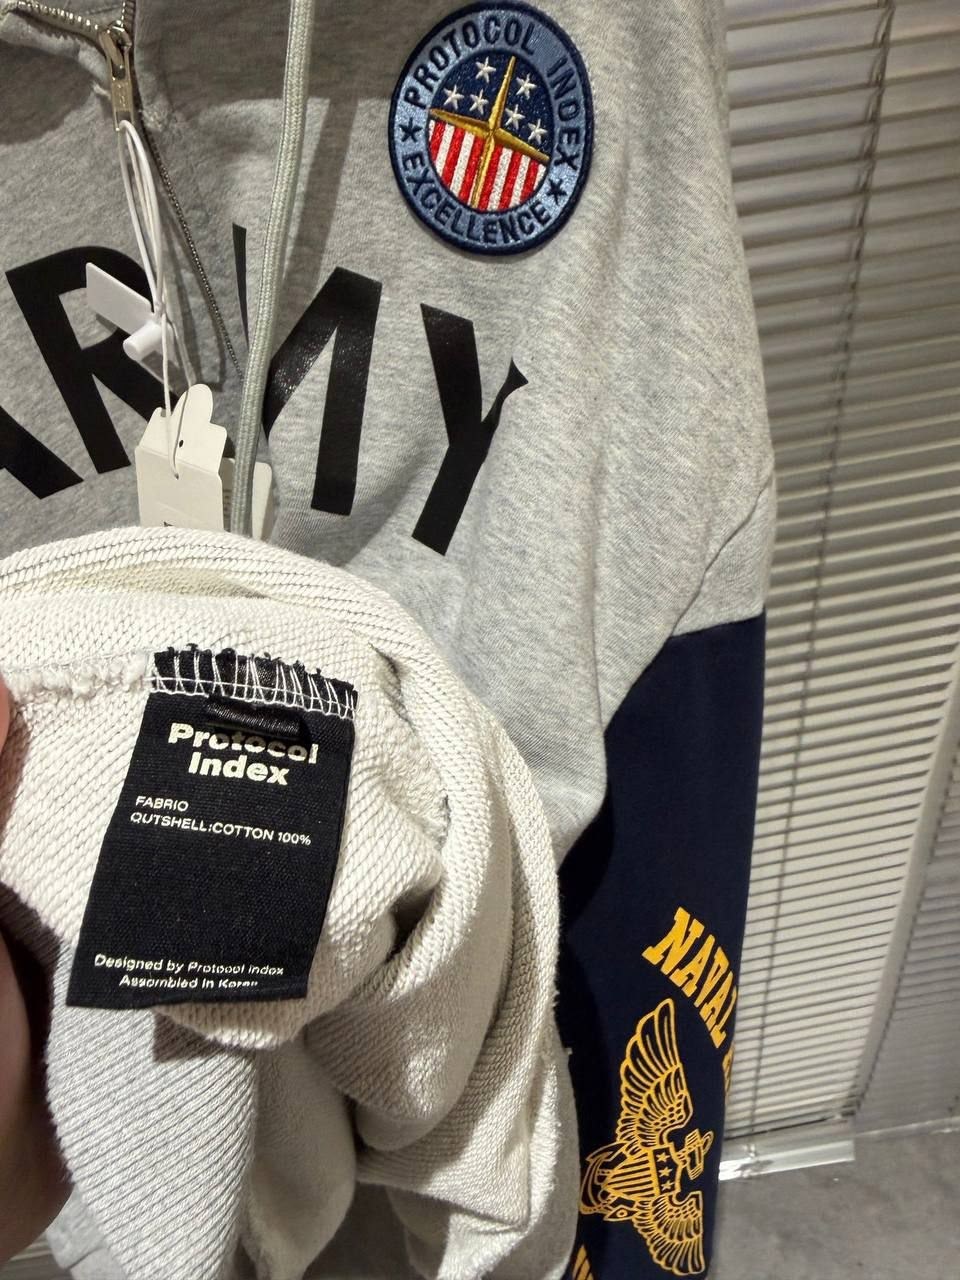 PROTOCOL INDEX
★ EXCELLENCE ★
ARMY
Protocol
Index
FABRIO
OUTSHELL:COTTON 100%
Designed by Protocol Index
Assembled in Korea
NAVAL